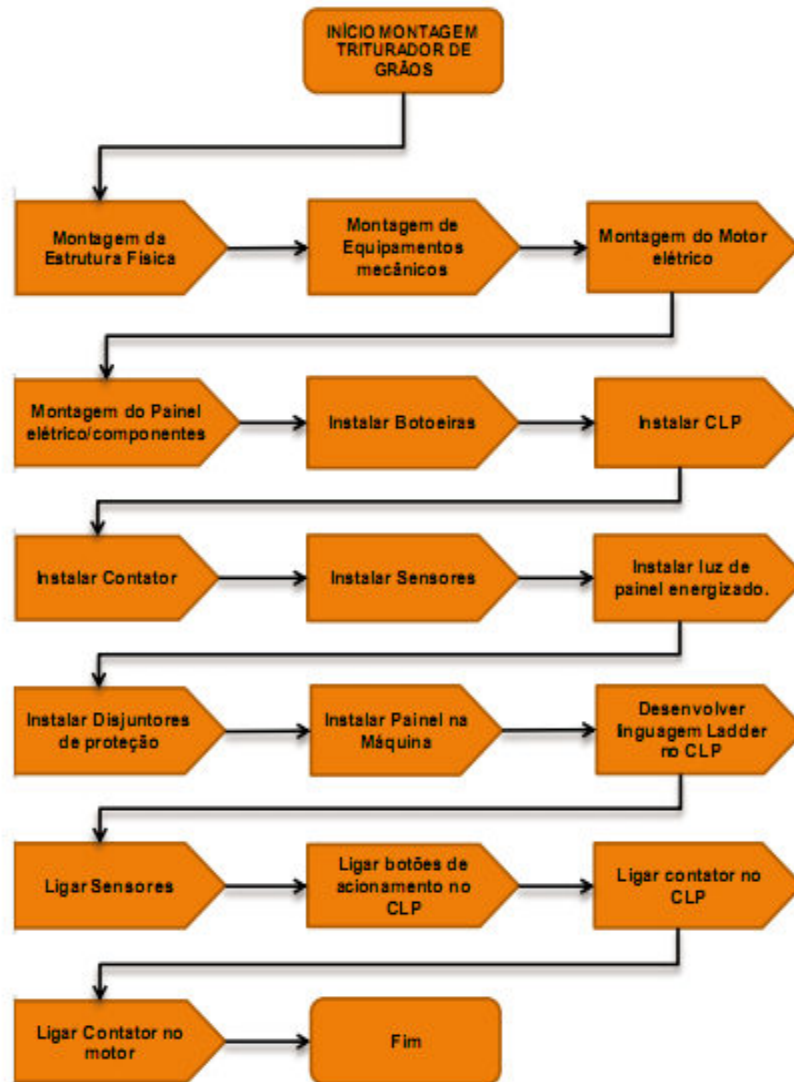 INÍCIO MONTAGEM
TRITURADOR DE
GRÃOS
Montagem da
Estrutura Física
Montagem de
Equipamentos
mecânicos
Montagem do Motor
elétrico
Montagem do Painel
elétrico/componentes
Instalar Botoeiras
Instalar CLP
Instalar Contator
Instalar Sensores
Instalar luz de
painel energizado.
Instalar Disjuntores
de proteção
Instalar Painel na
Máquina
Desenvolver
linguagem Ladder
no CLP
Ligar Sensores
Ligar botões de
acionamento no
CLP
Ligar contator no
CLP
Ligar Contator no
motor
Fim